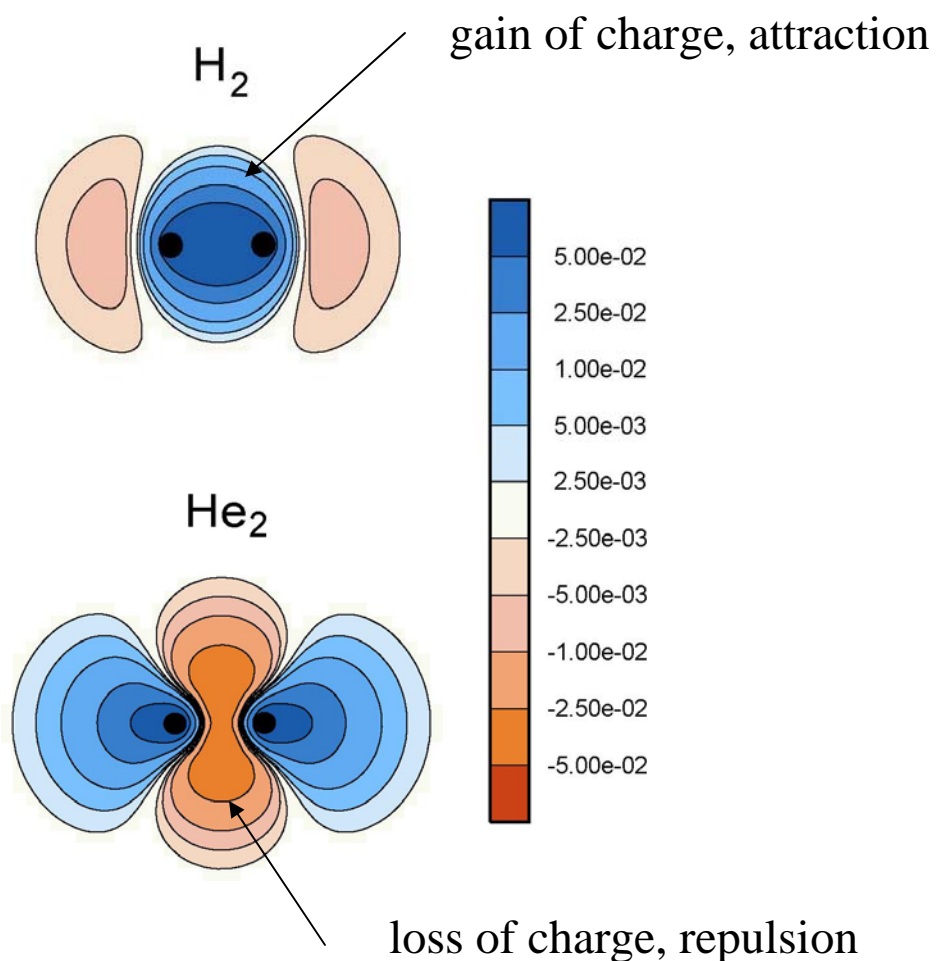 gain of charge, attraction
H₂
5.00e-02
2.50e-02
1.00e-02
5.00e-03
2.50e-03
-2.50e-03
-5.00e-03
-1.00e-02
-2.50e-02
-5.00e-02
He₂
loss of charge, repulsion